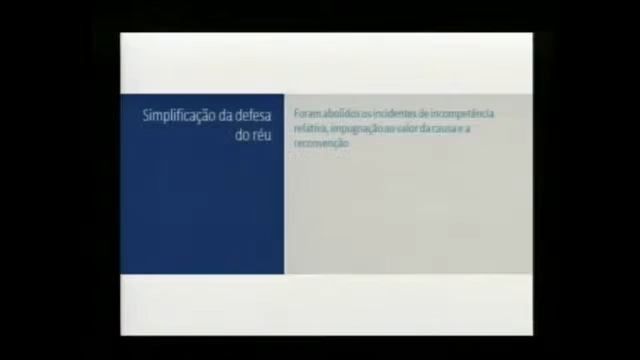 Simplificação da defesa
do réu
Foram abolidos os incidentes de incompetência
relativa, impugnação ao valor da causa e a
reconvenção